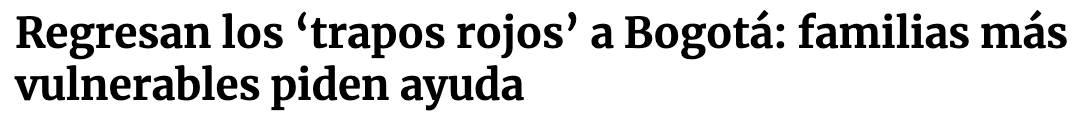 Regresan los ‘trapos rojos’ a Bogotá: familias más
vulnerables piden ayuda